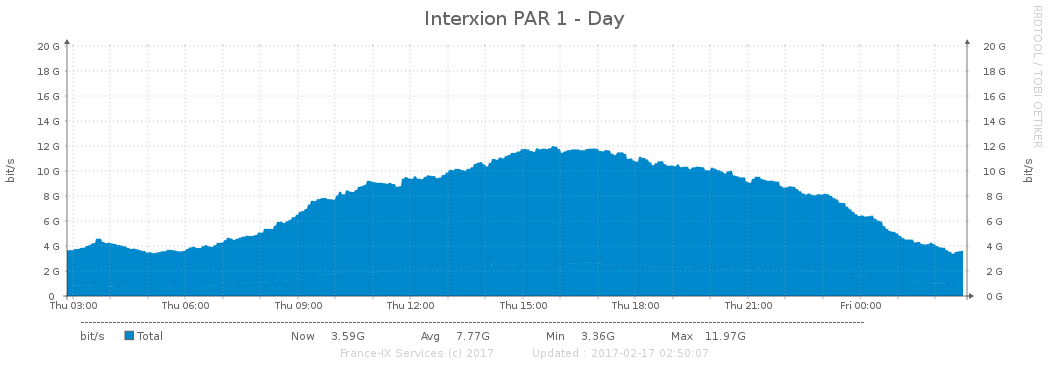 Interxion PAR 1 - Day
RRDTOOL / TOBI OETIKER
20 G 20 G
18 G 18 G
16 G 16 G
14 G 14 G
12 G 12 G
10 G 10 G
8 G 8 G
6 G 6 G
4 G 4 G
2 G 2 G
0 0 G
bit/s
bit/s
Thu 03:00 Thu 06:00 Thu 09:00 Thu 12:00 Thu 15:00 Thu 18:00 Thu 21:00 Fri 00:00
bit/s Total Now 3.59G Avg 7.77G Min 3.36G Max 11.97G
France-IX Services (c) 2017 Updated : 2017-02-17 02:50:07